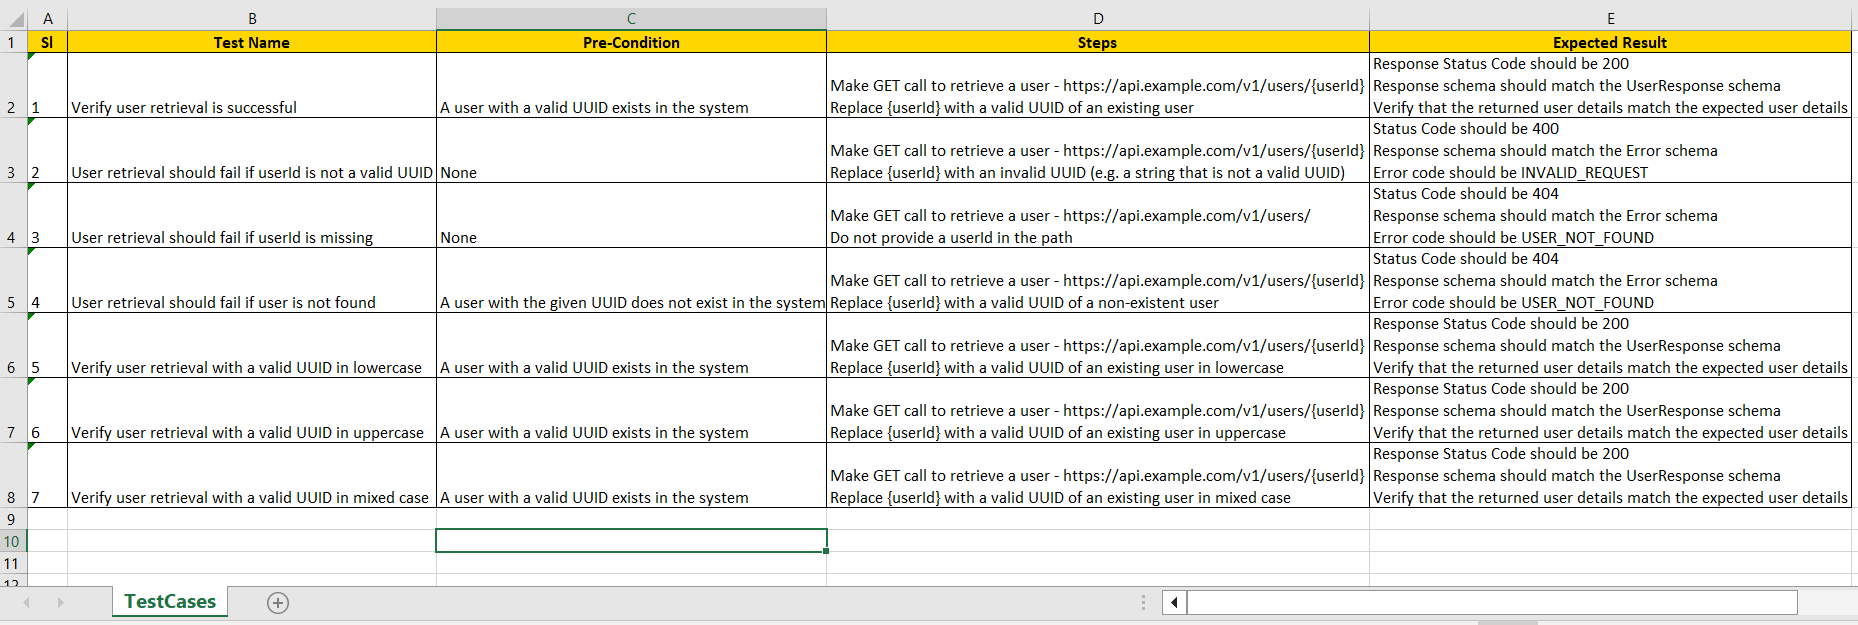 A B C D E
1 Sl Test Name Pre-Condition Steps Expected Result
Response Status Code should be 200
Make GET call to retrieve a user - https://api.example.com/v1/users/{userId} Response schema should match the UserResponse schema
2 1 Verify user retrieval is successful A user with a valid UUID exists in the system Replace {userId} with a valid UUID of an existing user Verify that the returned user details match the expected user details
Status Code should be 400
Make GET call to retrieve a user - https://api.example.com/v1/users/{userId} Response schema should match the Error schema
3 2 User retrieval should fail if userId is not a valid UUID None Replace {userId} with an invalid UUID (e.g. a string that is not a valid UUID) Error code should be INVALID_REQUEST
Status Code should be 404
Make GET call to retrieve a user - https://api.example.com/v1/users/ Response schema should match the Error schema
4 3 User retrieval should fail if userId is missing None Do not provide a userId in the path Error code should be USER_NOT_FOUND
Status Code should be 404
Make GET call to retrieve a user - https://api.example.com/v1/users/{userId} Response schema should match the Error schema
5 4 User retrieval should fail if user is not found A user with the given UUID does not exist in the system Replace {userId} with a valid UUID of a non-existent user Error code should be USER_NOT_FOUND
Response Status Code should be 200
Make GET call to retrieve a user - https://api.example.com/v1/users/{userId} Response schema should match the UserResponse schema
6 5 Verify user retrieval with a valid UUID in lowercase A user with a valid UUID exists in the system Replace {userId} with a valid UUID of an existing user in lowercase Verify that the returned user details match the expected user details
Response Status Code should be 200
Make GET call to retrieve a user - https://api.example.com/v1/users/{userId} Response schema should match the UserResponse schema
7 6 Verify user retrieval with a valid UUID in uppercase A user with a valid UUID exists in the system Replace {userId} with a valid UUID of an existing user in uppercase Verify that the returned user details match the expected user details
Response Status Code should be 200
Make GET call to retrieve a user - https://api.example.com/v1/users/{userId} Response schema should match the UserResponse schema
8 7 Verify user retrieval with a valid UUID in mixed case A user with a valid UUID exists in the system Replace {userId} with a valid UUID of an existing user in mixed case Verify that the returned user details match the expected user details
9
10
11
12
TestCases